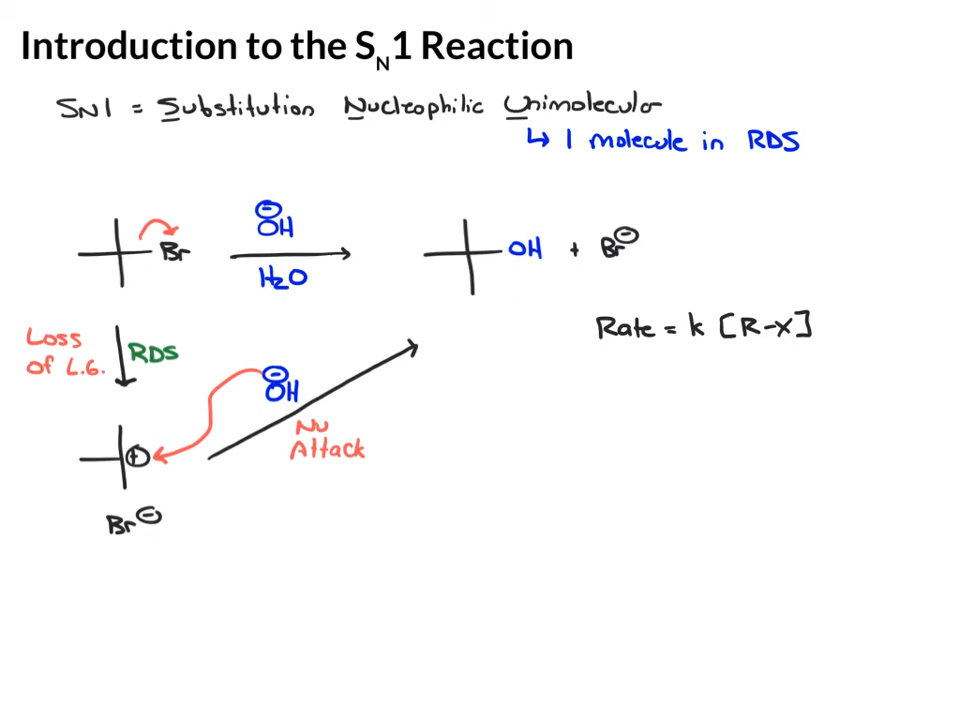 Introduction to the SN1 Reaction
SN1 = Substitution Nucleophilic Unimolecular
↳ 1 molecule in RDS
⊖
OH
Br
H2O
OH + Br⊖
Rate = k [R-X]
Loss
of L.G.
RDS
⊖
OH
Nu
Attack
⊕
Br⊖